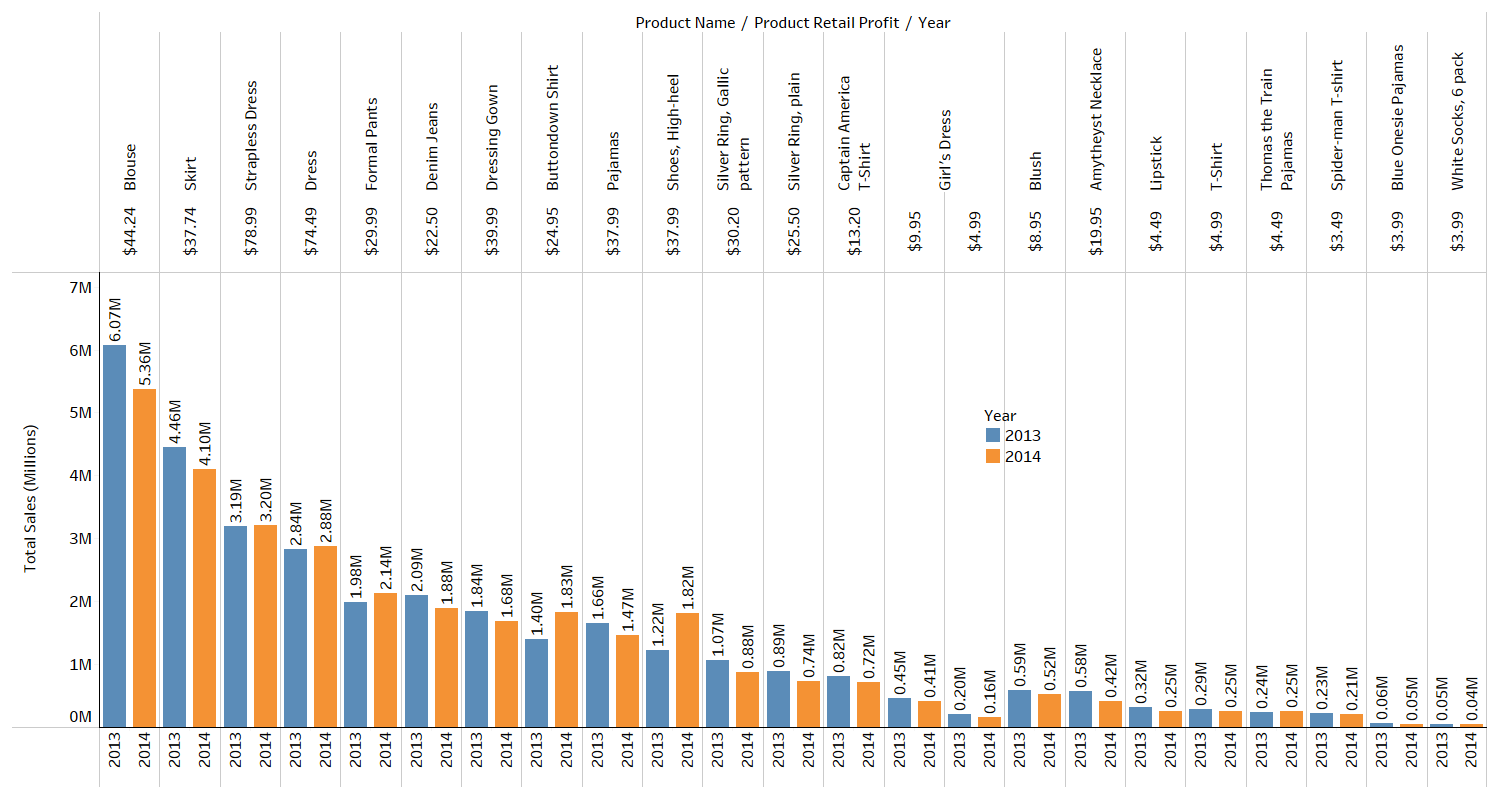 Product Name / Product Retail Profit / Year
Blouse
Skirt
Strapless Dress
Dress
Formal Pants
Denim Jeans
Dressing Gown
Buttondown Shirt
Pajamas
Shoes, High-heel
Silver Ring, Gallic
pattern
Silver Ring, plain
Captain America
T-Shirt
Girl's Dress
Blush
Amytheyst Necklace
Lipstick
T-Shirt
Thomas the Train
Pajamas
Spider-man T-shirt
Blue Onesie Pajamas
White Socks, 6 pack
$44.24
$37.74
$78.99
$74.49
$29.99
$22.50
$39.99
$24.95
$37.99
$37.99
$30.20
$25.50
$13.20
$9.95
$4.99
$8.95
$19.95
$4.49
$4.99
$4.49
$3.49
$3.99
$3.99
Total Sales (Millions)
7M
6M
5M
4M
3M
2M
1M
0M
6.07M
5.36M
4.46M
4.10M
3.19M
3.20M
2.84M
2.88M
1.98M
2.14M
2.09M
1.88M
1.84M
1.68M
1.40M
1.83M
1.66M
1.47M
1.22M
1.82M
1.07M
0.88M
0.89M
0.74M
0.82M
0.72M
0.45M
0.41M
0.20M
0.16M
0.59M
0.52M
0.58M
0.42M
0.32M
0.25M
0.29M
0.25M
0.24M
0.25M
0.23M
0.21M
0.06M
0.05M
0.05M
0.04M
Year
2013
2014
2013
2014
2013
2014
2013
2014
2013
2014
2013
2014
2013
2014
2013
2014
2013
2014
2013
2014
2013
2014
2013
2014
2013
2014
2013
2014
2013
2014
2013
2014
2013
2014
2013
2014
2013
2014
2013
2014
2013
2014
2013
2014
2013
2014
2013
2014